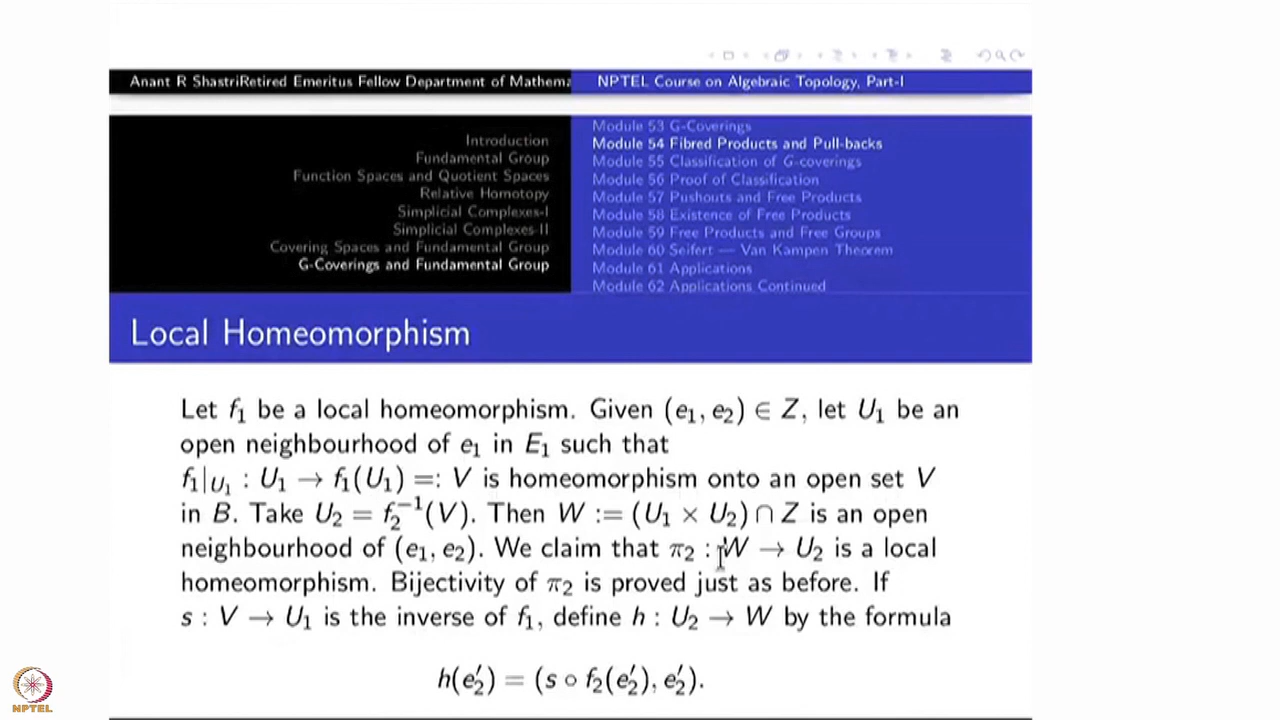 Anant R ShastriRetired Emeritus Fellow Department of Mathema
NPTEL Course on Algebraic Topology, Part-I
Introduction
Fundamental Group
Function Spaces and Quotient Spaces
Relative Homotopy
Simplicial Complexes-I
Simplicial Complexes-II
Covering Spaces and Fundamental Group
G-Coverings and Fundamental Group
Module 53 G-Coverings
Module 54 Fibred Products and Pull-backs
Module 55 Classification of G-coverings
Module 56 Proof of Classification
Module 57 Pushouts and Free Products
Module 58 Existence of Free Products
Module 59 Free Products and Free Groups
Module 60 Seifert — Van Kampen Theorem
Module 61 Applications
Module 62 Applications Continued
Local Homeomorphism
Let f₁ be a local homeomorphism. Given (e₁, e₂) ∈ Z, let U₁ be an
open neighbourhood of e₁ in E₁ such that
f₁|U₁ : U₁ → f₁(U₁) =: V is homeomorphism onto an open set V
in B. Take U₂ = f₂⁻¹(V). Then W := (U₁ × U₂) ∩ Z is an open
neighbourhood of (e₁, e₂). We claim that π₂ : W → U₂ is a local
homeomorphism. Bijectivity of π₂ is proved just as before. If
s : V → U₁ is the inverse of f₁, define h : U₂ → W by the formula
h(e₂′) = (s ∘ f₂(e₂′), e₂′).
NPTEL